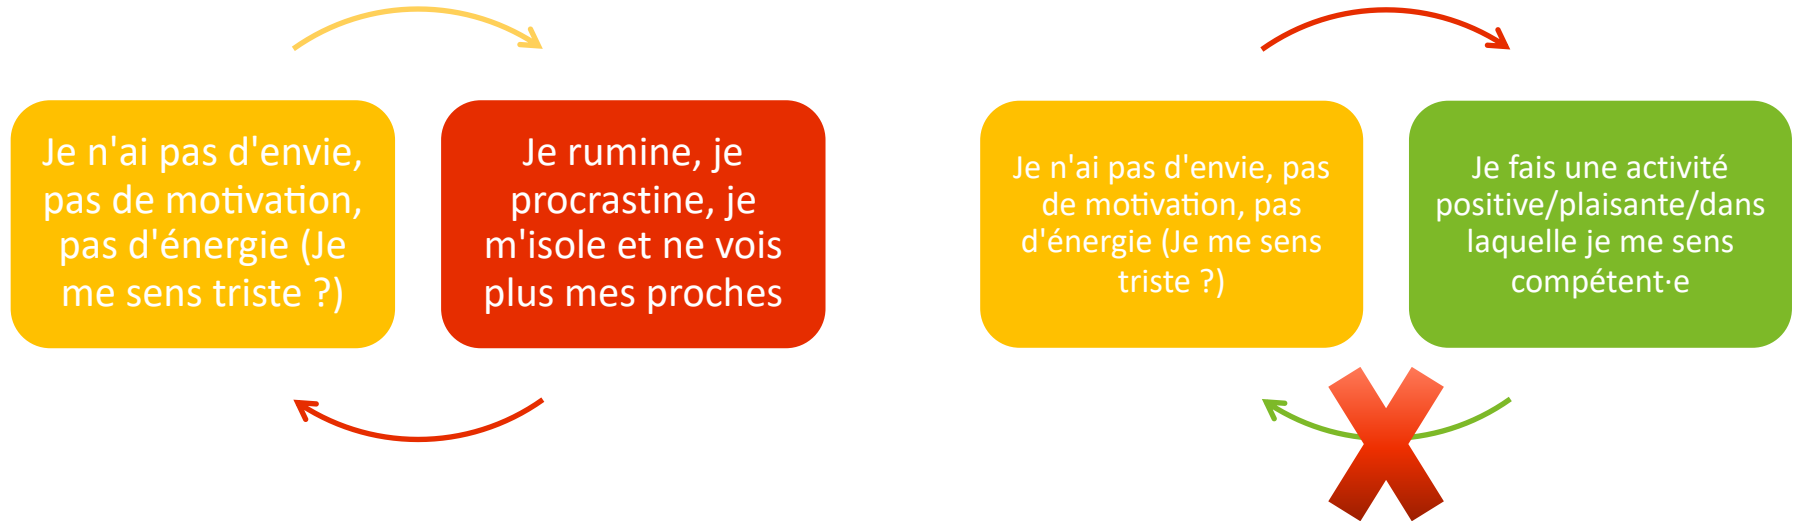 Je n'ai pas d'envie,
pas de motivation,
pas d'énergie (Je
me sens triste ?)
Je rumine, je
procrastine, je
m'isole et ne vois
plus mes proches
Je n'ai pas d'envie, pas
de motivation, pas
d'énergie (Je me sens
triste ?)
Je fais une activité
positive/plaisante/dans
laquelle je me sens
compétent·e